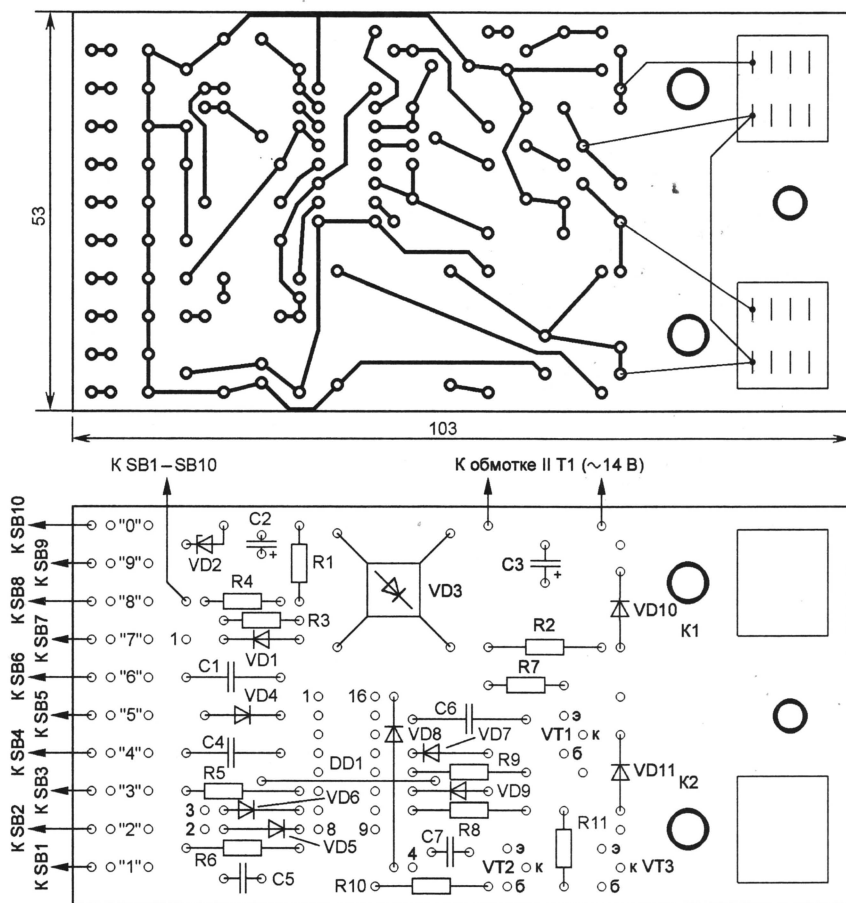 53
103
К SB1–SB10
К обмотке II T1 (~14 В)
К SB10
К SB9
К SB8
К SB7
К SB6
К SB5
К SB4
К SB3
К SB2
К SB1
"0"
"9"
"8"
"7"
"6"
"5"
"4"
"3"
"2"
"1"
C2
+
VD2
R1
R4
R3
1
VD1
VD3
C3
+
VD10
K1
R2
R7
C1
VD4
1
16
C6
VD7
VD8
э
VT1
к
б
C4
DD1
R9
VD11
K2
R5
VD6
VD9
3
2
8
9
VD5
R8
R11
R6
C7
4
э
VT2
к
б
э
к
VT3
б
C5
R10